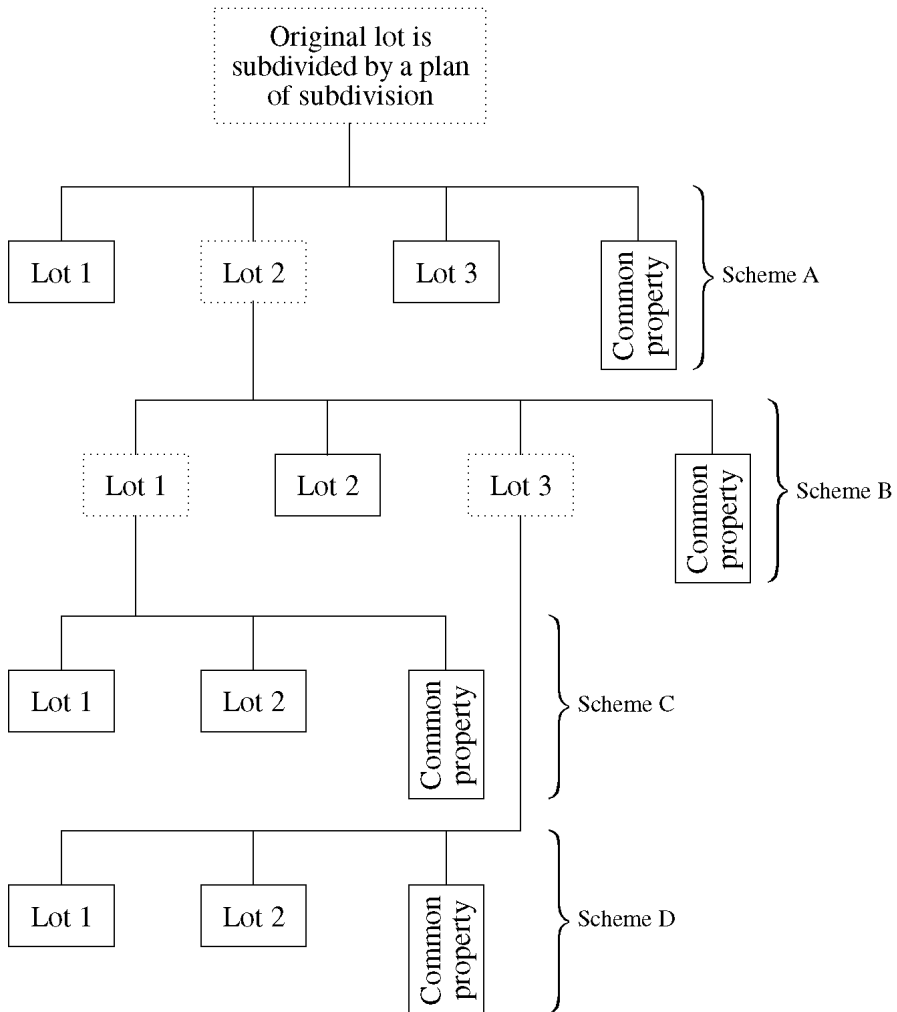 Original lot is
subdivided by a plan
of subdivision
Lot 1
Lot 2
Lot 3
Common
property
Scheme A
Lot 1
Lot 2
Lot 3
Common
property
Scheme B
Lot 1
Lot 2
Common
property
Scheme C
Lot 1
Lot 2
Common
property
Scheme D